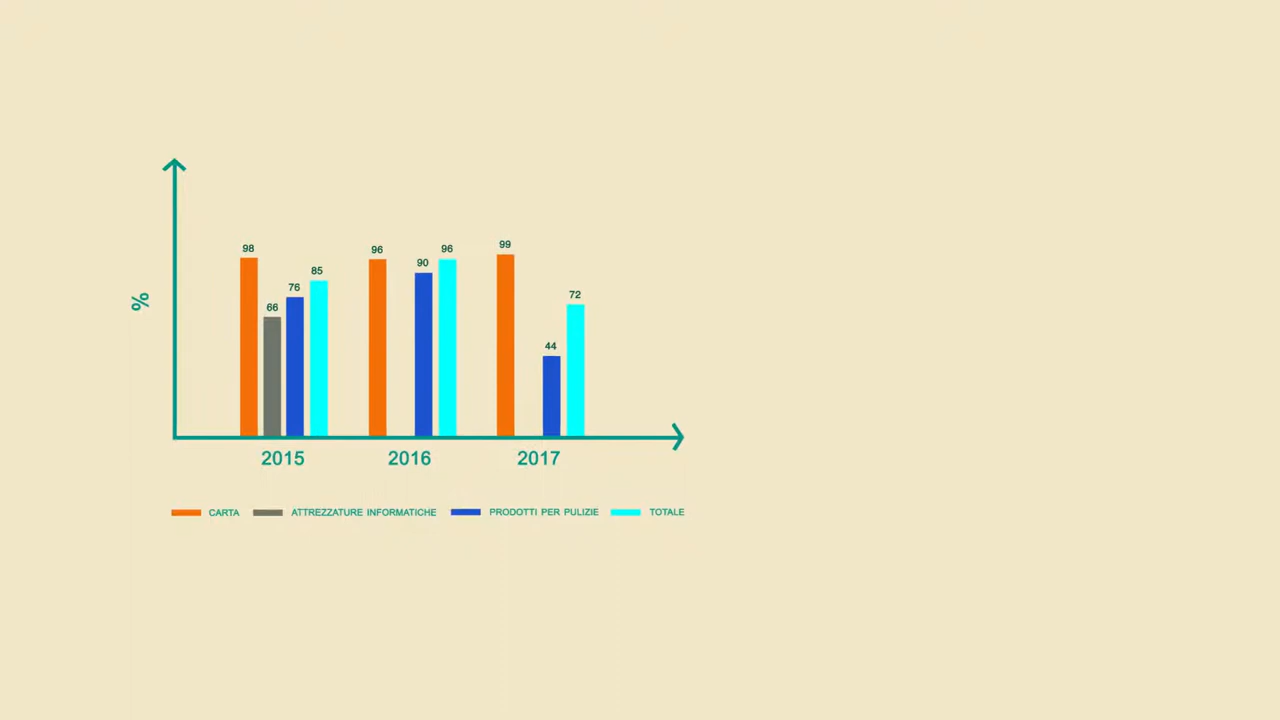 99
98 96 96
90
85
76
66
72
44
%
2015 2016 2017
CARTA ATTREZZATURE INFORMATICHE PRODOTTI PER PULIZIE TOTALE